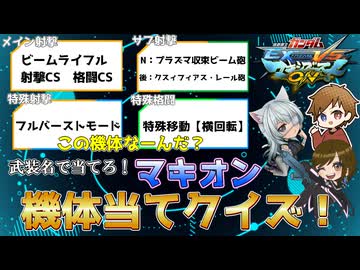 メイン射撃
サブ射撃
ビームライフル
射撃CS 格闘CS
N：プラズマ収束ビーム砲
後：クスィフィアス・レール砲
機動戦士
ガンダム
EXTREME VS.
マキシブースト
ON
特殊射撃
特殊格闘
フルバーストモード
特殊移動【横回転】
この機体なーんだ？
武装名で当てろ！
マキオン
機体当てクイズ！